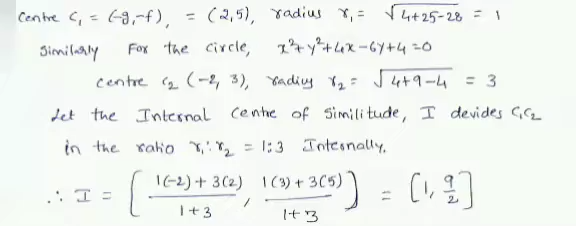 Centre C₁ = (-g,-f), = (2,5), radius r₁ = √4+25-28 = 1
Similarly For the Circle, x²+y²+4x-6y+4=0
centre c₂ (-2, 3), radius r₂ = √4+9-4 = 3
Let the Internal Centre of Similitude, I devides C₁C₂
in the ratio r₁:r₂ = 1:3 Internally.
∴ I = [ 1(-2)+3(2) / 1+3 , 1(3)+3(5) / 1+3 ) ] = [1, 9/2]